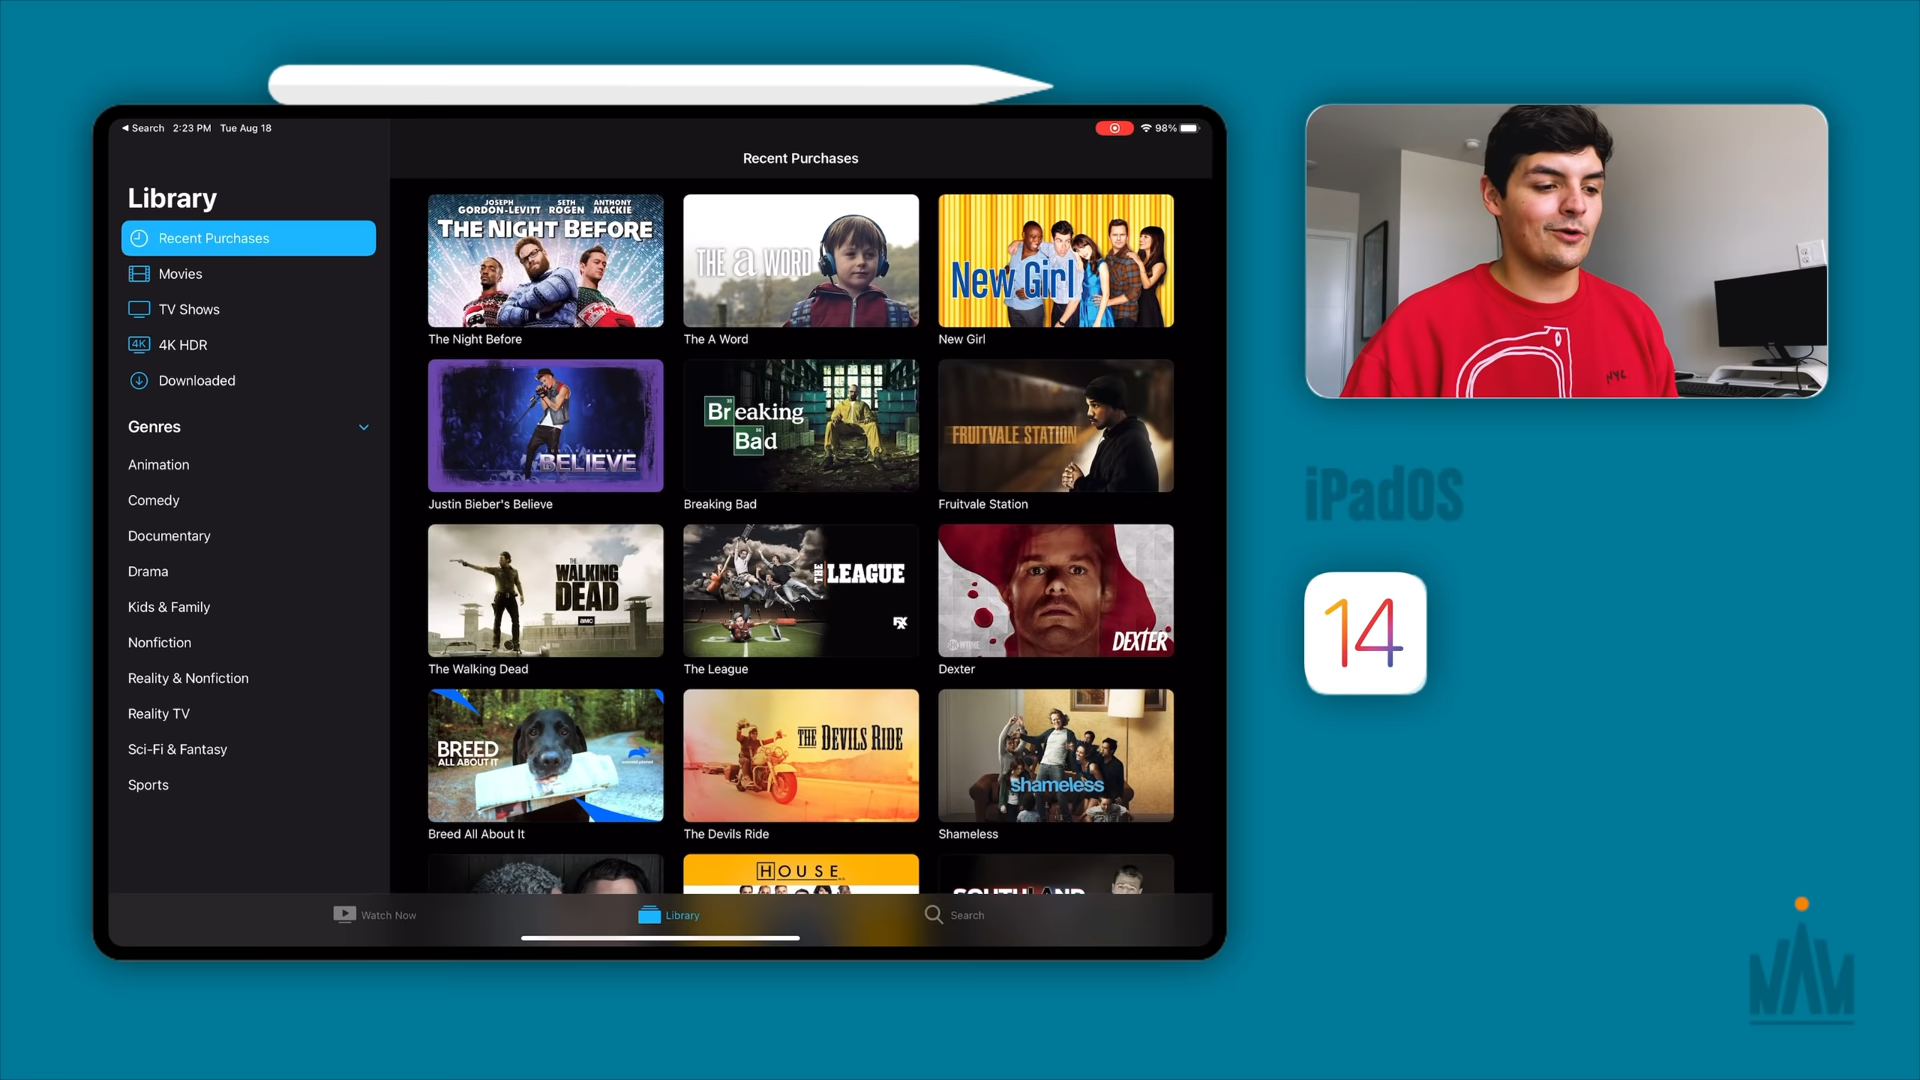 Search 2:23 PM Tue Aug 18
98%
Recent Purchases
Library
Recent Purchases
Movies
TV Shows
4K
4K HDR
Downloaded
Genres
Animation
Comedy
Documentary
Drama
Kids & Family
Nonfiction
Reality & Nonfiction
Reality TV
Sci-Fi & Fantasy
Sports
JOSEPH GORDON-LEVITT SETH ROGEN ANTHONY MACKIE
THE NIGHT BEFORE
The Night Before
THE a WORD
The A Word
New Girl
New Girl
BELIEVE
Justin Bieber's Believe
Breaking
Bad
Breaking Bad
FRUITVALE STATION
Fruitvale Station
THE
WALKING
DEAD
amc
The Walking Dead
THE LEAGUE
FX
The League
SHOWTIME
DEXTER
Dexter
BREED
ALL ABOUT IT
Breed All About It
THE DEVILS RIDE
The Devils Ride
shameless
Shameless
HOUSE
SOUTHLAND
Watch Now
Library
Search
NYC
iPadOS
14